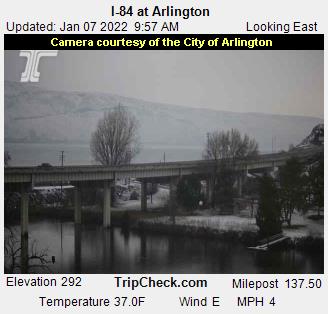 I-84 at Arlington
Updated: Jan 07 2022 9:57 AM Looking East
Camera courtesy of the City of Arlington
Elevation 292 TripCheck.com Milepost 137.50
Temperature 37.0F Wind E MPH 4